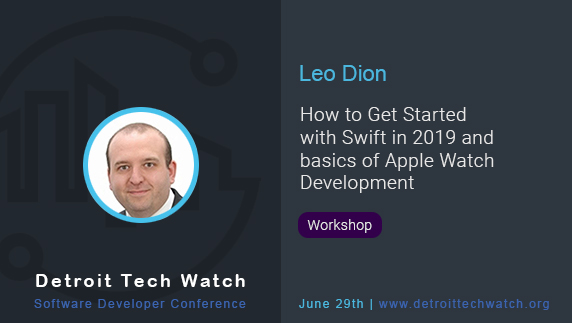 Leo Dion
How to Get Started
with Swift in 2019 and
basics of Apple Watch
Development
Workshop
Detroit Tech Watch
Software Developer Conference
June 29th | www.detroittechwatch.org